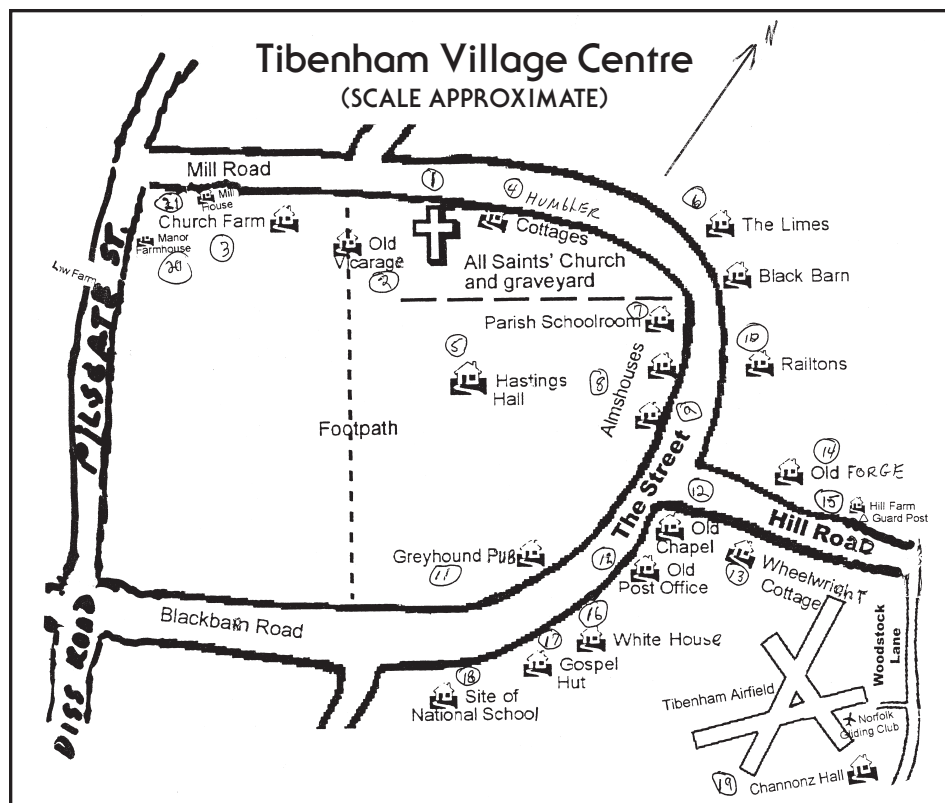 Tibenham Village Centre
(SCALE APPROXIMATE)
N
Mill Road
1
4 HUMBLER
Cottages
6
The Limes
21
Mill
House
Church Farm
3
Manor
Farmhouse
20
Low Farm
PILSGATE ST.
Old
Vicarage
2
All Saints' Church
and graveyard
Black Barn
7
Parish Schoolroom
10
Railtons
5
Hastings
Hall
8
Almshouses
9
Footpath
The Street
12
14
Old FORGE
15
Hill Farm
Guard Post
Hill ROAD
Old
Chapel
Greyhound PUB
11
12
Old
Post Office
13
Wheelwright
Cottage
Woodstock
Lane
DISS ROAD
Blackbarn Road
16
White House
17
Gospel
Hut
18
Site of
National School
Tibenham Airfield
Norfolk
Gliding Club
19
Channonz Hall